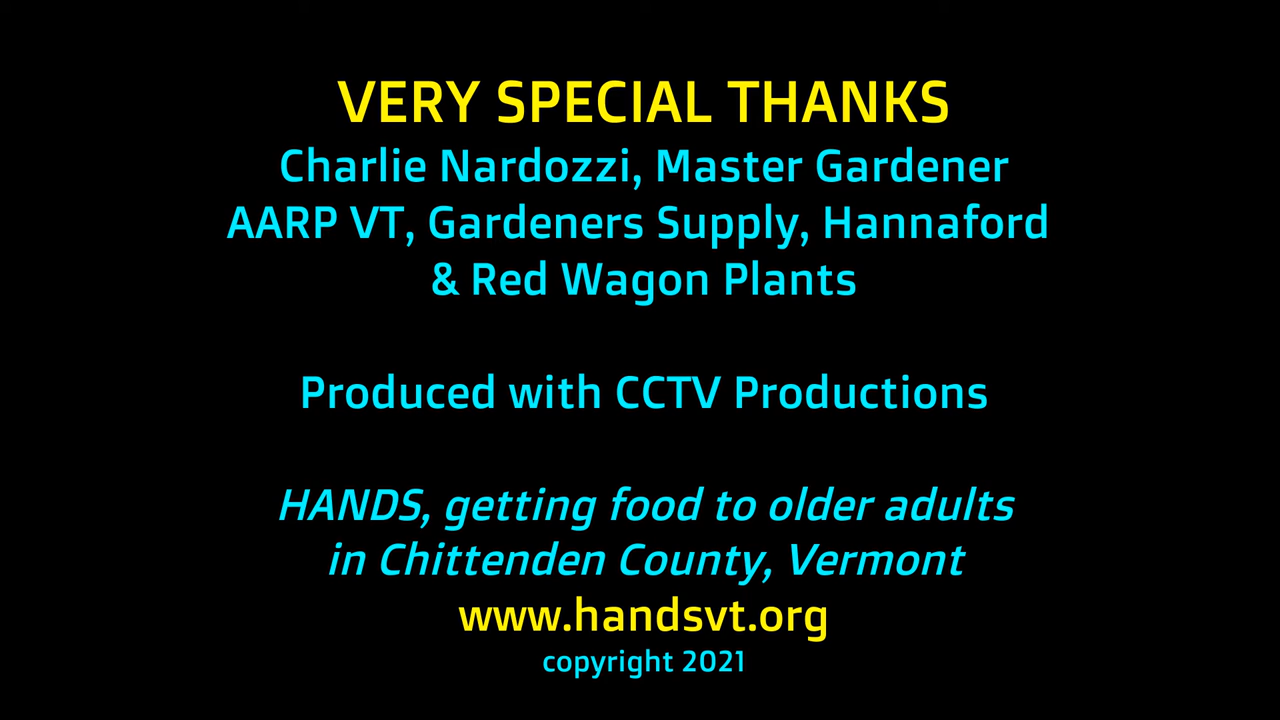 VERY SPECIAL THANKS
Charlie Nardozzi, Master Gardener
AARP VT, Gardeners Supply, Hannaford
& Red Wagon Plants
Produced with CCTV Productions
HANDS, getting food to older adults
in Chittenden County, Vermont
www.handsvt.org
copyright 2021